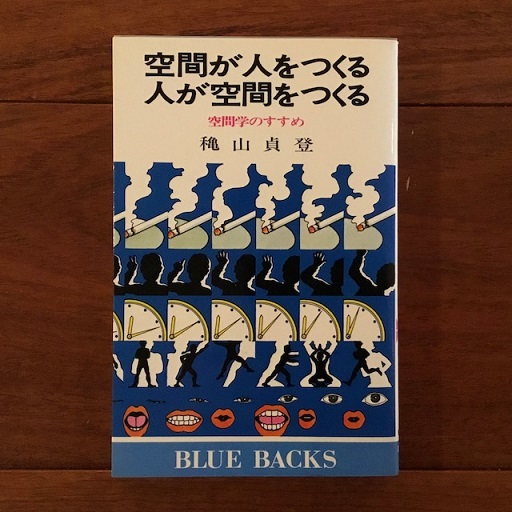 空間が人をつくる
人が空間をつくる
空間学のすすめ
穐山貞登
BLUE BACKS